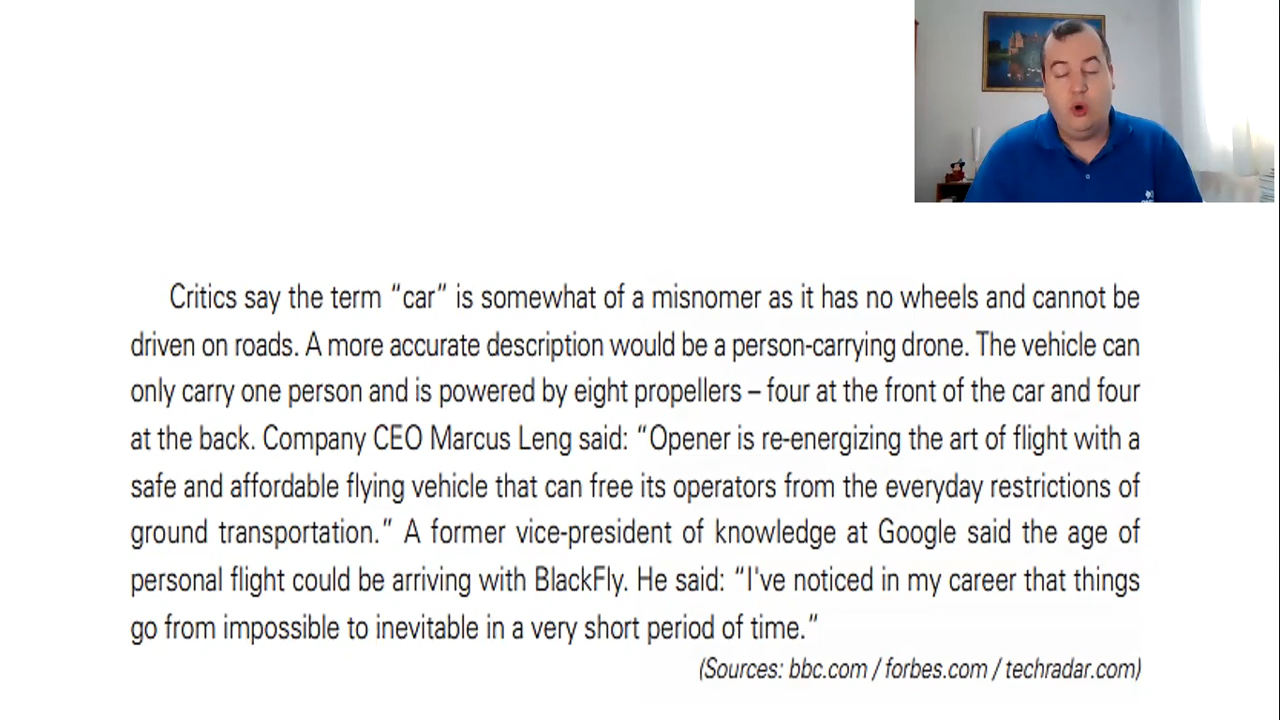 Critics say the term “car” is somewhat of a misnomer as it has no wheels and cannot be
driven on roads. A more accurate description would be a person-carrying drone. The vehicle can
only carry one person and is powered by eight propellers – four at the front of the car and four
at the back. Company CEO Marcus Leng said: “Opener is re-energizing the art of flight with a
safe and affordable flying vehicle that can free its operators from the everyday restrictions of
ground transportation.” A former vice-president of knowledge at Google said the age of
personal flight could be arriving with BlackFly. He said: “I've noticed in my career that things
go from impossible to inevitable in a very short period of time.”
(Sources: bbc.com / forbes.com / techradar.com)